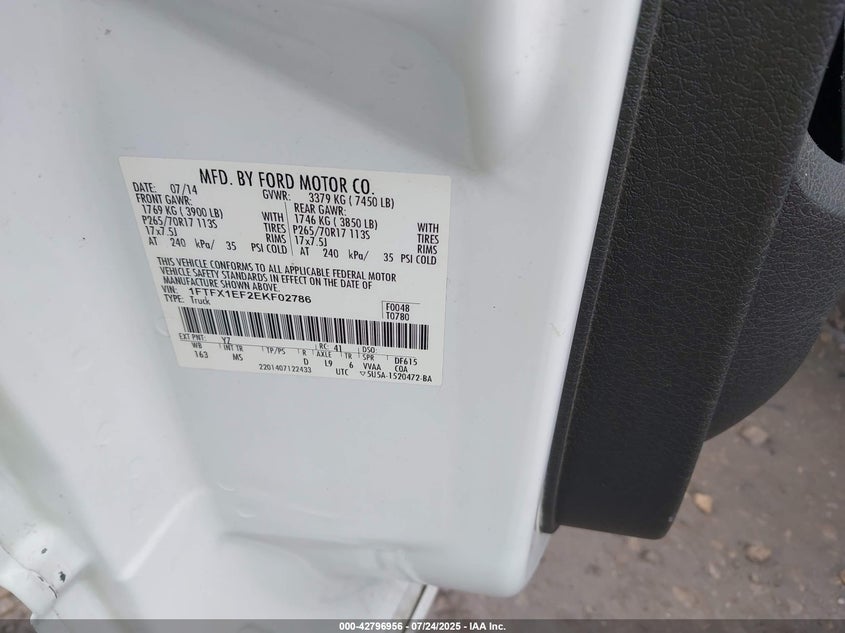 MFD. BY FORD MOTOR CO.
DATE: 07/14 GVWR: 3379 KG ( 7450 LB)
FRONT GAWR: REAR GAWR:
1769 KG ( 3900 LB) WITH 1746 KG ( 3850 LB) WITH
P265/70R17 113S TIRES P265/70R17 113S TIRES
17x7.5J RIMS 17x7.5J RIMS
AT 240 kPa/ 35 PSI COLD AT 240 kPa/ 35 PSI COLD
THIS VEHICLE CONFORMS TO ALL APPLICABLE FEDERAL MOTOR
VEHICLE SAFETY STANDARDS IN EFFECT ON THE DATE OF
MANUFACTURE SHOWN ABOVE.
VIN: 1FTFX1EF2EKF02786 F0048
TYPE: Truck T0780
EXT PNT: YZ RC: 41 DSO:
WB INT TR TP/PS R AXLE TR SPR DF615
163 MS D L9 6 VVAA COA
2201407122433 UTC ▽5U5A-1520472-BA
000-42796956 - 07/24/2025 - IAA Inc.